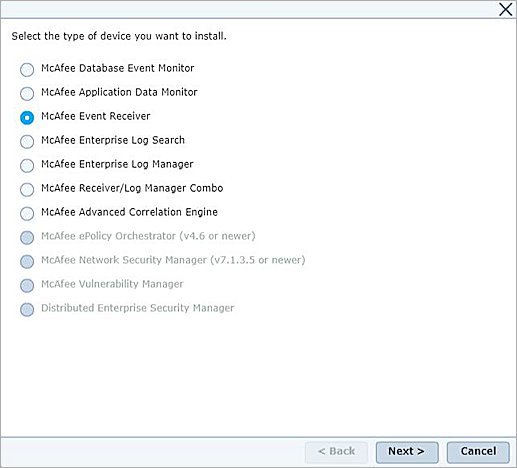 Select the type of device you want to install.
McAfee Database Event Monitor
McAfee Application Data Monitor
McAfee Event Receiver
McAfee Enterprise Log Search
McAfee Enterprise Log Manager
McAfee Receiver/Log Manager Combo
McAfee Advanced Correlation Engine
McAfee ePolicy Orchestrator (v4.6 or newer)
McAfee Network Security Manager (v7.1.3.5 or newer)
McAfee Vulnerability Manager
Distributed Enterprise Security Manager
< Back Next > Cancel